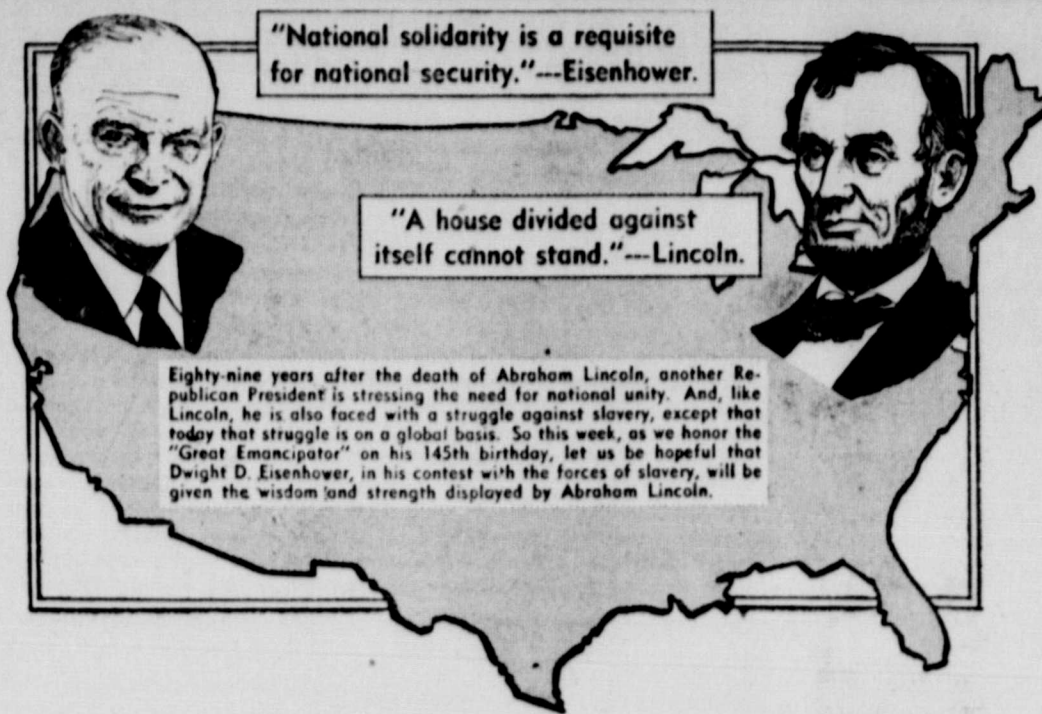 "National solidarity is a requisite
for national security."---Eisenhower.
"A house divided against
itself cannot stand."---Lincoln.
Eighty-nine years after the death of Abraham Lincoln, another Re-
publican President is stressing the need for national unity. And, like
Lincoln, he is also faced with a struggle against slavery, except that
today that struggle is on a global basis. So this week, as we honor the
"Great Emancipator" on his 145th birthday, let us be hopeful that
Dwight D. Eisenhower, in his contest with the forces of slavery, will be
given the wisdom and strength displayed by Abraham Lincoln.